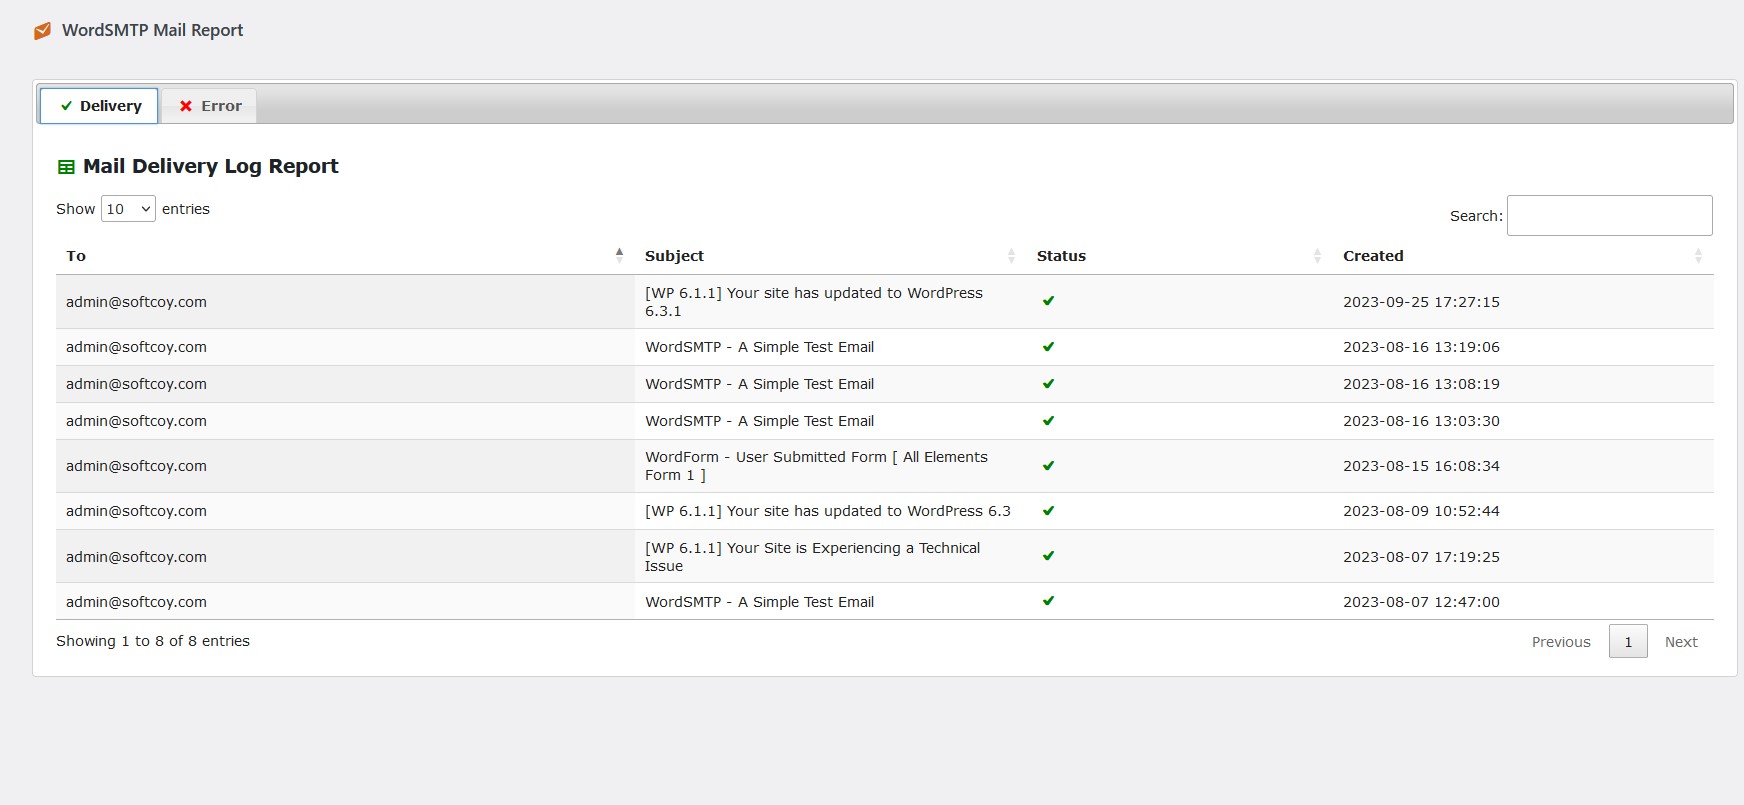 WordSMTP Mail Report
Delivery Error
Mail Delivery Log Report
Show 10 entries
Search:
To Subject Status Created
admin@softcoy.com [WP 6.1.1] Your site has updated to WordPress 2023-09-25 17:27:15
6.3.1
admin@softcoy.com WordSMTP - A Simple Test Email 2023-08-16 13:19:06
admin@softcoy.com WordSMTP - A Simple Test Email 2023-08-16 13:08:19
admin@softcoy.com WordSMTP - A Simple Test Email 2023-08-16 13:03:30
admin@softcoy.com WordForm - User Submitted Form [ All Elements 2023-08-15 16:08:34
Form 1 ]
admin@softcoy.com [WP 6.1.1] Your site has updated to WordPress 6.3 2023-08-09 10:52:44
admin@softcoy.com [WP 6.1.1] Your Site is Experiencing a Technical 2023-08-07 17:19:25
Issue
admin@softcoy.com WordSMTP - A Simple Test Email 2023-08-07 12:47:00
Showing 1 to 8 of 8 entries
Previous 1 Next